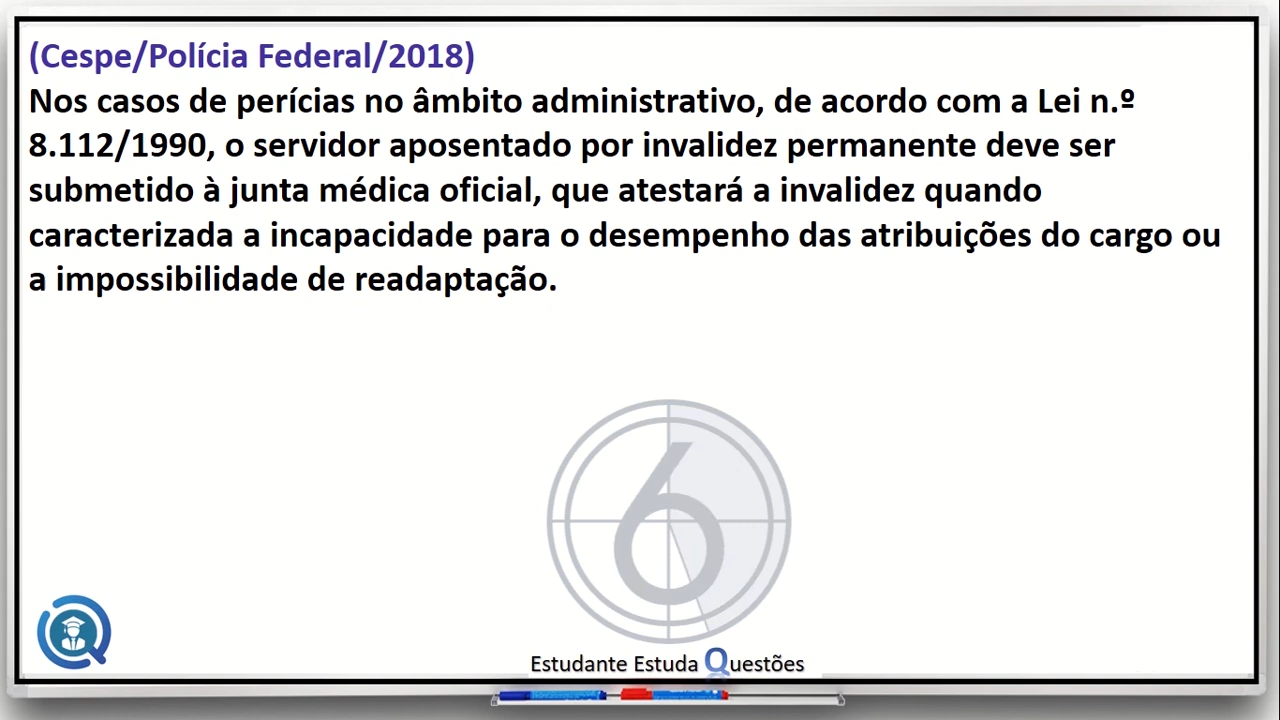 (Cespe/Polícia Federal/2018)
Nos casos de perícias no âmbito administrativo, de acordo com a Lei n.º
8.112/1990, o servidor aposentado por invalidez permanente deve ser
submetido à junta médica oficial, que atestará a invalidez quando
caracterizada a incapacidade para o desempenho das atribuições do cargo ou
a impossibilidade de readaptação.
6
Estudante Estuda Questões